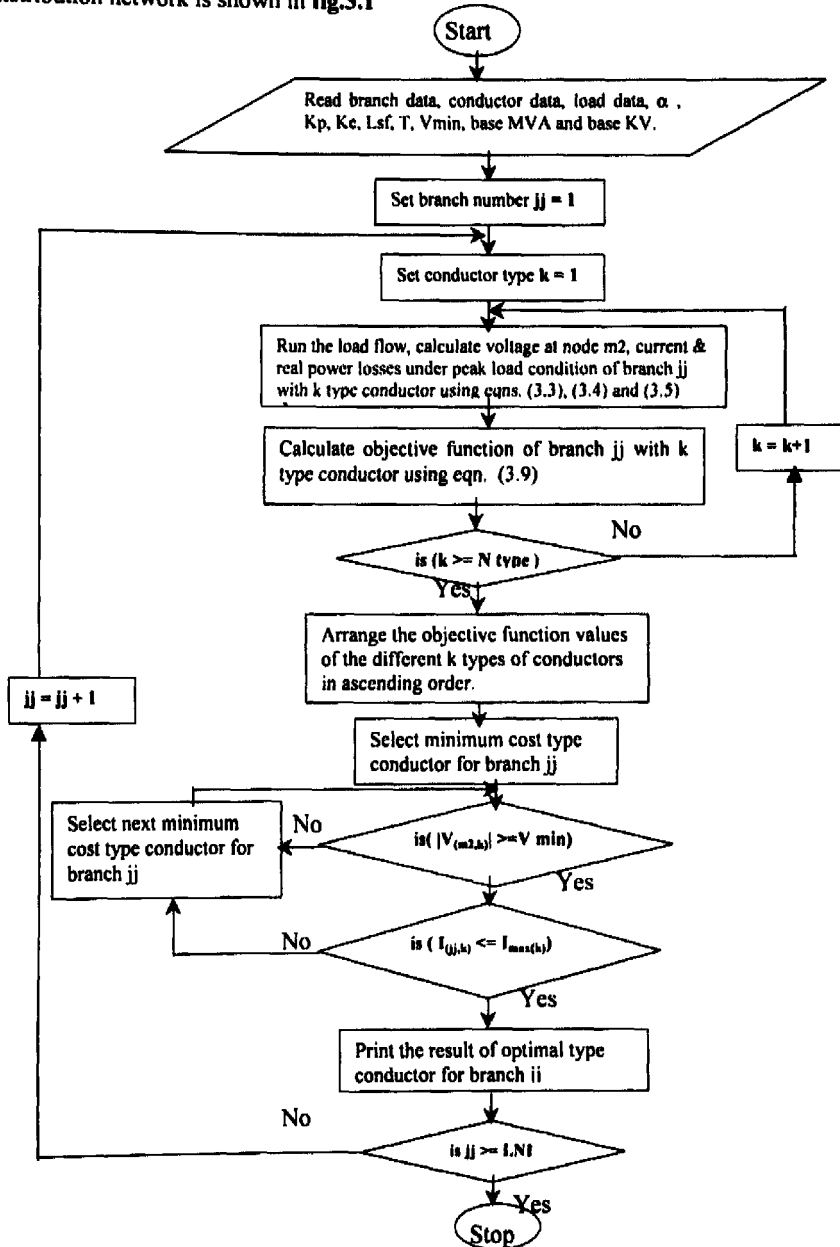 network is shown in fig.3.1
Start
Read branch data, conductor data, load data, α ,
Kp, Ke, Lsf, T, Vmin, base MVA and base KV.
Set branch number jj = 1
Set conductor type k = 1
Run the load flow, calculate voltage at node m2, current &
real power losses under peak load condition of branch jj
with k type conductor using eqns. (3.3), (3.4) and (3.5)
Calculate objective function of branch jj with k
type conductor using eqn. (3.9)
k = k+1
No
is (k >= N type )
Yes
Arrange the objective function values
of the different k types of conductors
in ascending order.
jj = jj + 1
Select minimum cost type
conductor for branch jj
Select next minimum
cost type conductor for
branch jj
No
is( |V(m2,k)| >=V min)
Yes
No
is ( I(jj,k) <= Imax(k))
Yes
Print the result of optimal type
conductor for branch jj
No
is jj >= LN1
Yes
Stop